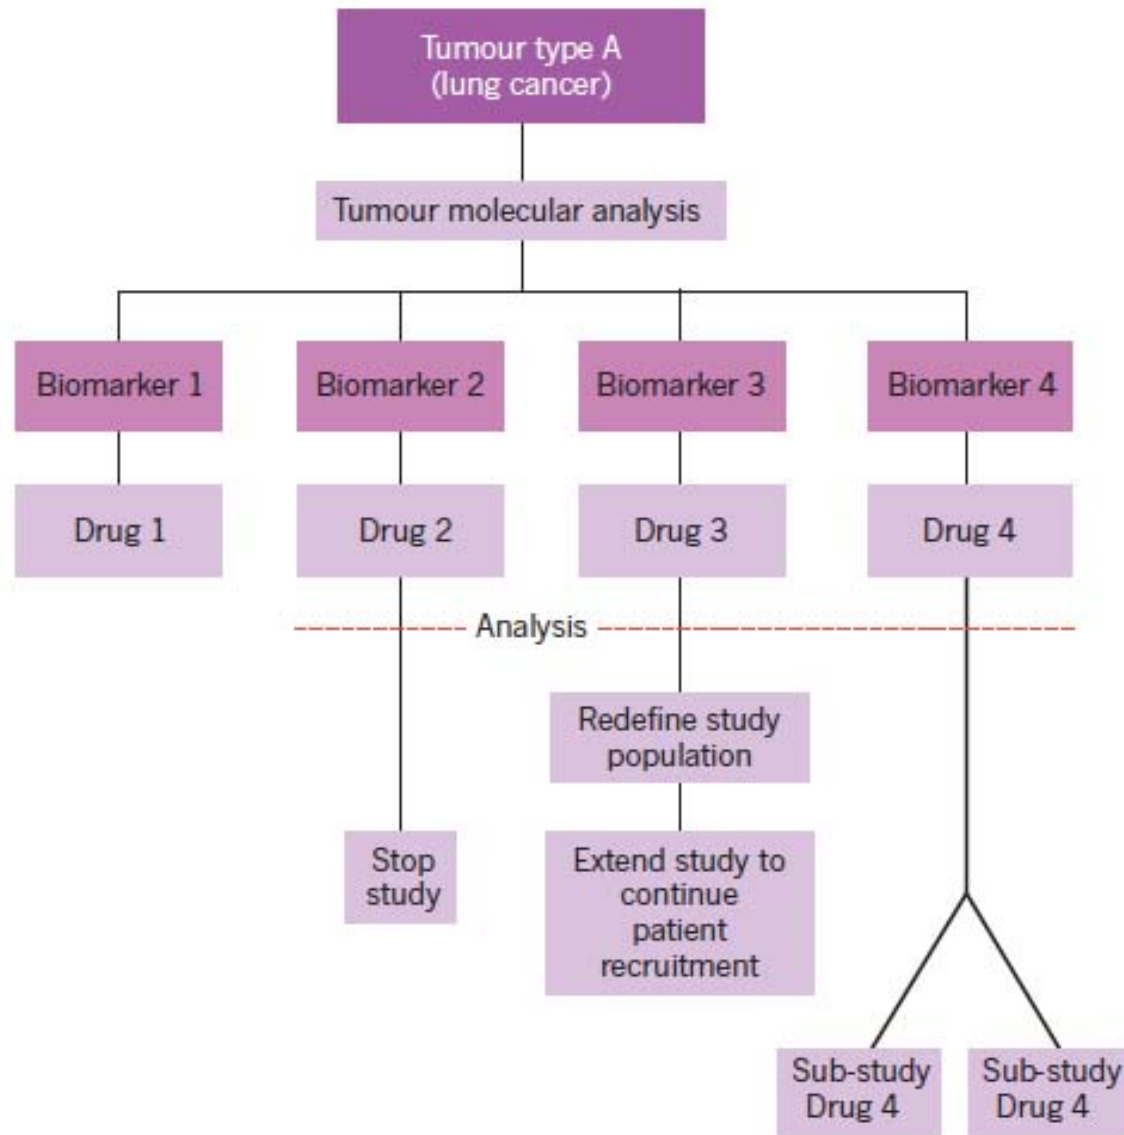 Tumour type A
(lung cancer)
Tumour molecular analysis
Biomarker 1
Biomarker 2
Biomarker 3
Biomarker 4
Drug 1
Drug 2
Drug 3
Drug 4
Analysis
Redefine study
population
Stop
study
Extend study to
continue
patient
recruitment
Sub-study
Drug 4
Sub-study
Drug 4